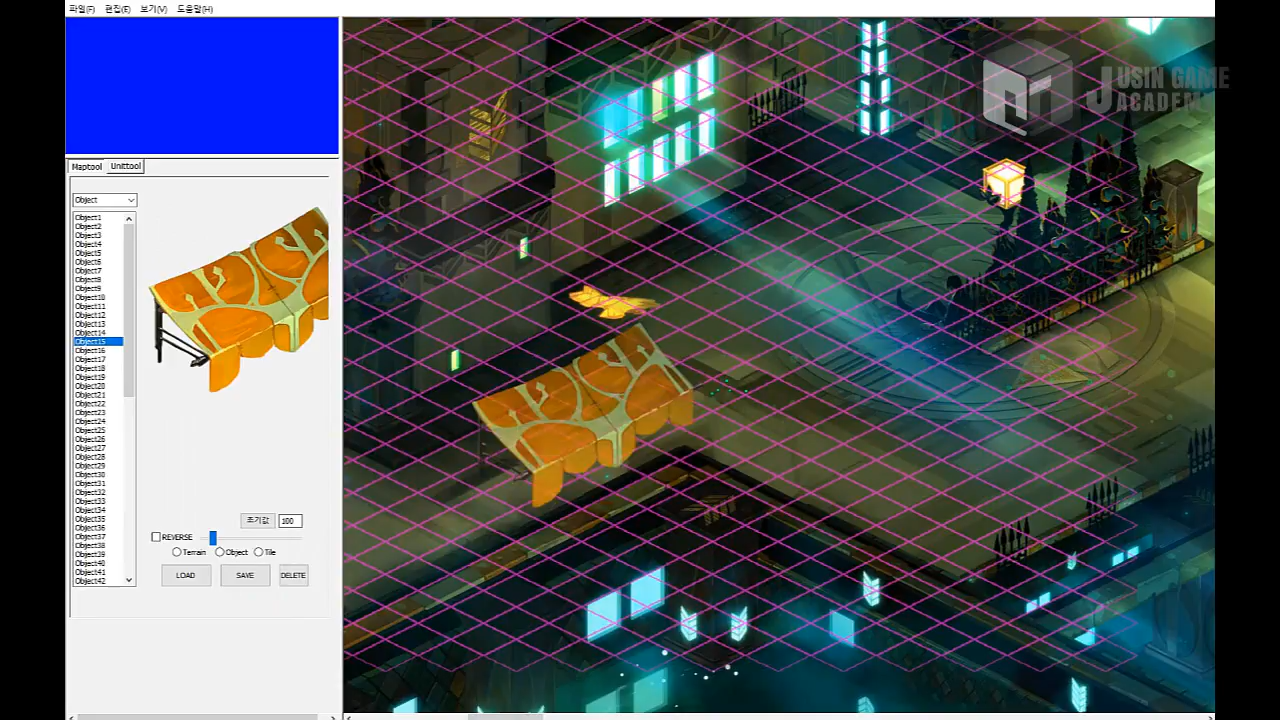 파일(F) 편집(E) 보기(V) 도움말(H)
JUSIN GAME
ACADEM
Maptool Unittool
Object
Object1
Object2
Object3
Object4
Object5
Object6
Object7
Object8
Object9
Object10
Object11
Object12
Object13
Object14
Object15
Object16
Object17
Object18
Object19
Object20
Object21
Object22
Object23
Object24
Object25
Object26
Object27
Object28
Object29
Object30
Object31
Object32
Object33
Object34
Object35
Object36
Object37
Object38
Object39
Object40
Object41
Object42
초기값 100
REVERSE
Terrain Object Tile
LOAD SAVE DELETE